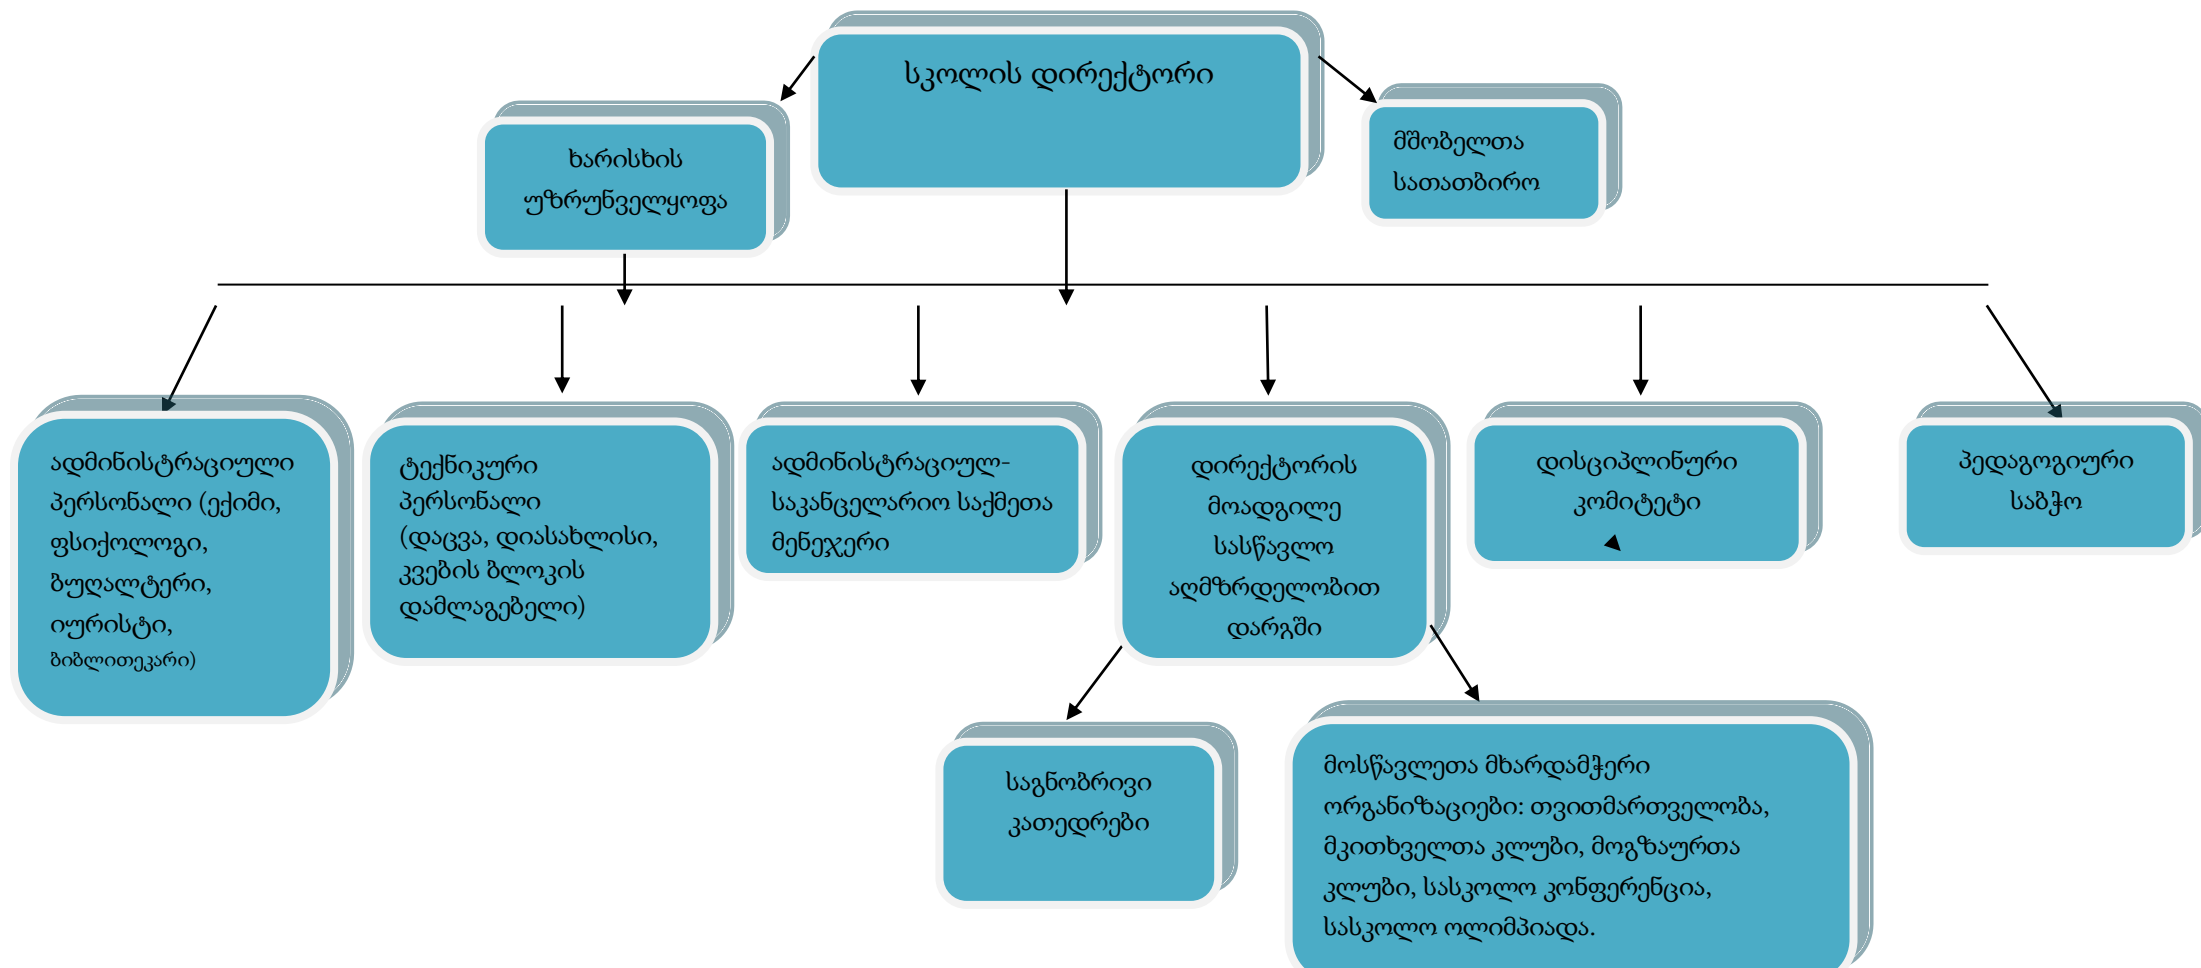 სკოლის დირექტორი
ხარისხის
უზრუნველყოფა
მშობელთა
სათათბირო
ადმინისტრაციული
პერსონალი (ექიმი,
ფსიქოლოგი,
ბუღალტერი,
იურისტი,
ბიბლითეკარი)
ტექნიკური
პერსონალი
(დაცვა, დიასახლისი,
კვების ბლოკის
დამლაგებელი)
ადმინისტრაციულ-
საკანცელარიო საქმეთა
მენეჯერი
დირექტორის
მოადგილე
სასწავლო
აღმზრდელობით
დარგში
დისციპლინური
კომიტეტი
პედაგოგიური
საბჭო
საგნობრივი
კათედრები
მოსწავლეთა მხარდამჭერი
ორგანიზაციები: თვითმართველობა,
მკითხველთა კლუბი, მოგზაურთა
კლუბი, სასკოლო კონფერენცია,
სასკოლო ოლიმპიადა.